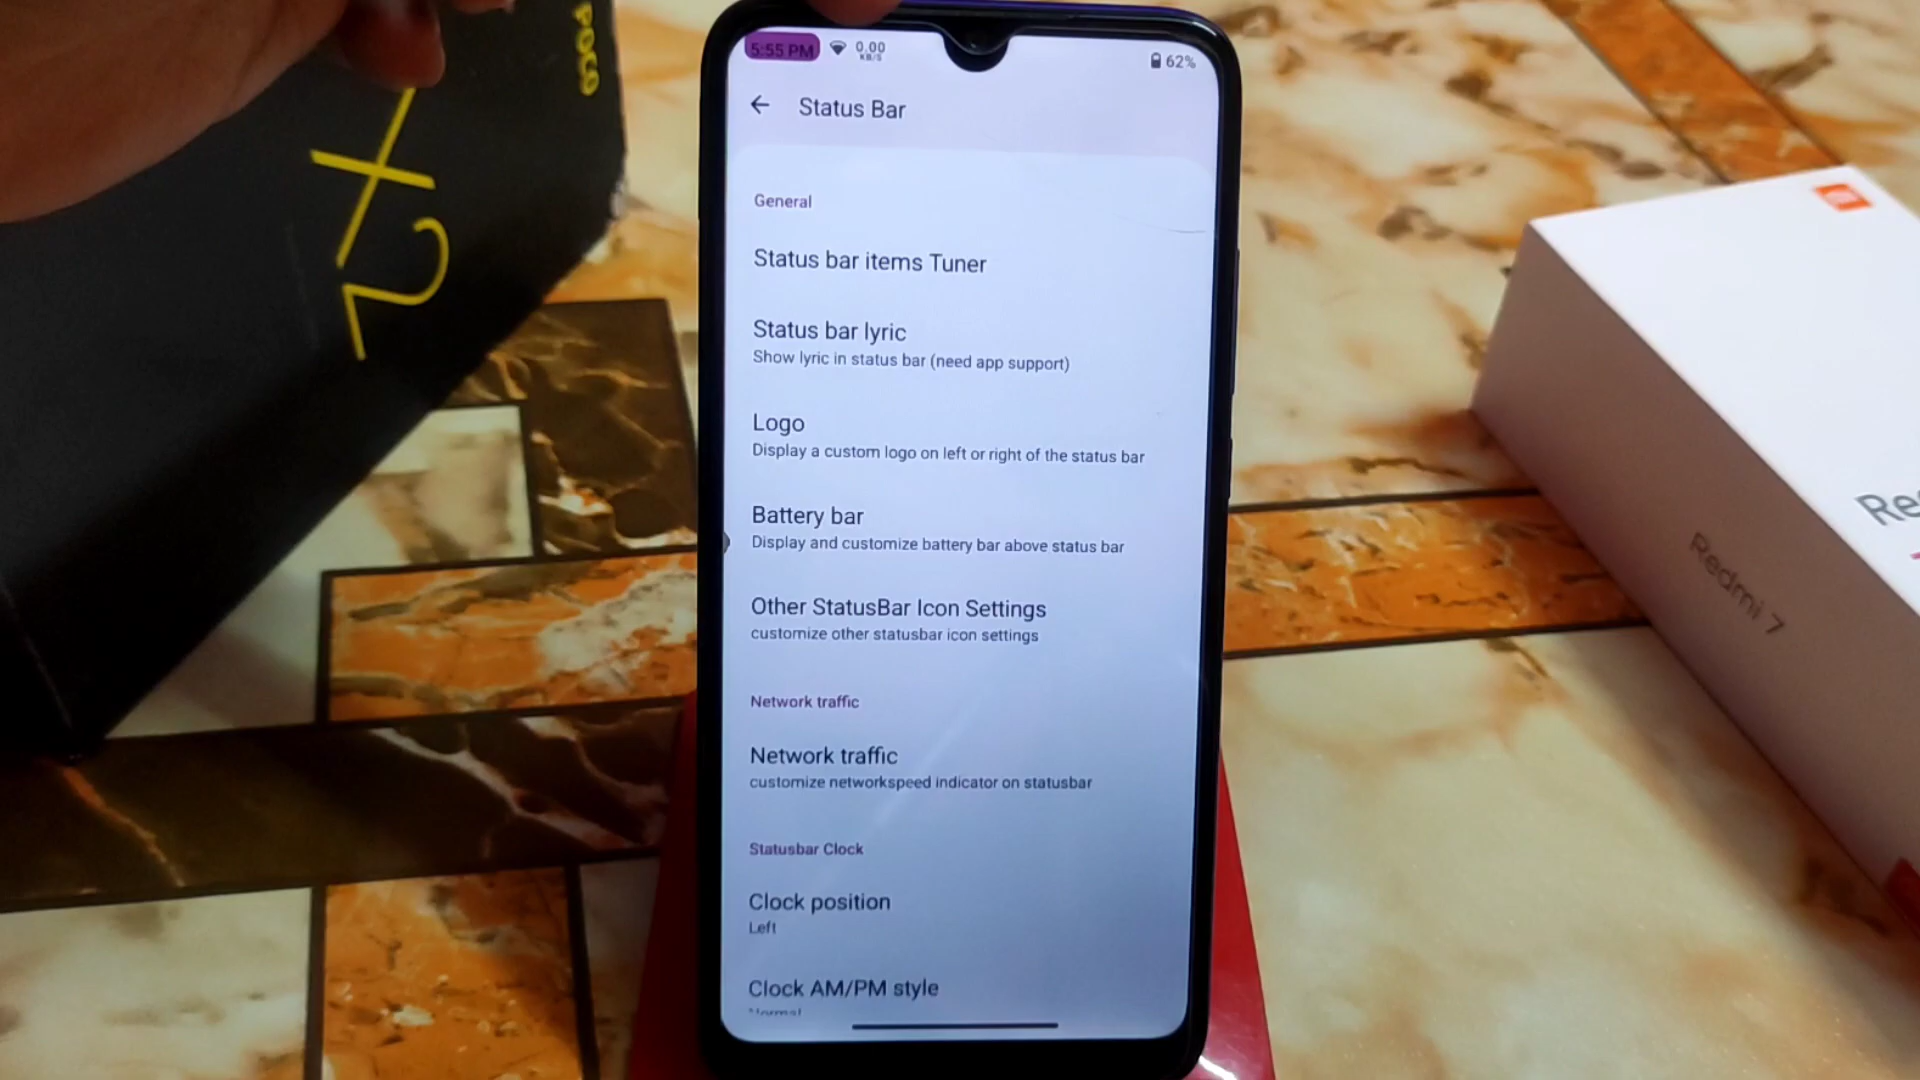 POCO
X2
5:55 PM
0.00
KB/S
62%
Status Bar
General
Status bar items Tuner
Status bar lyric
Show lyric in status bar (need app support)
Logo
Display a custom logo on left or right of the status bar
Battery bar
Display and customize battery bar above status bar
Other StatusBar Icon Settings
customize other statusbar icon settings
Network traffic
Network traffic
customize networkspeed indicator on statusbar
Statusbar Clock
Clock position
Left
Clock AM/PM style
Redmi 7